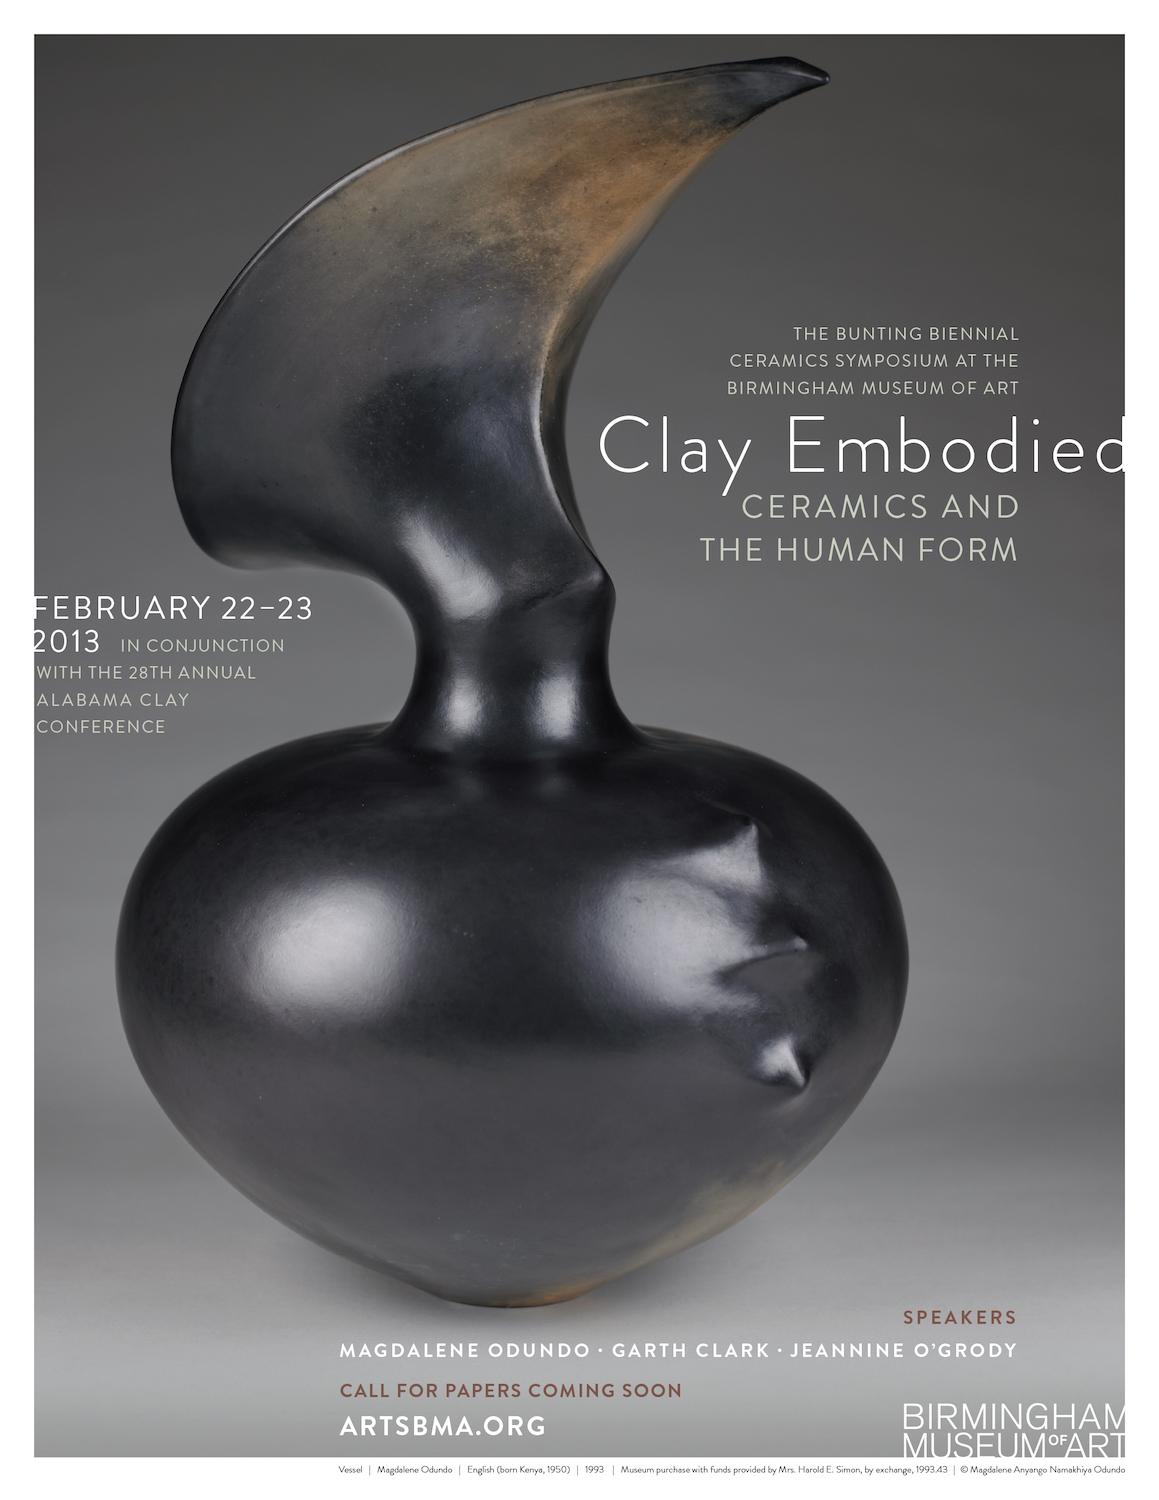 THE BUNTING BIENNIAL
CERAMICS SYMPOSIUM AT THE
BIRMINGHAM MUSEUM OF ART
Clay Embodied
CERAMICS AND
THE HUMAN FORM
FEBRUARY 22–23
2013 IN CONJUNCTION
WITH THE 28TH ANNUAL
ALABAMA CLAY
CONFERENCE
SPEAKERS
MAGDALENE ODUNDO · GARTH CLARK · JEANNINE O’GRODY
CALL FOR PAPERS COMING SOON
ARTSBMA.ORG
BIRMINGHAM
MUSEUM OF ART
Vessel | Magdalene Odundo | English (born Kenya, 1950) | 1993 | Museum purchase with funds provided by Mrs. Harold E. Simon, by exchange, 1993.43 | © Magdalene Anyango Namakhiya Odundo